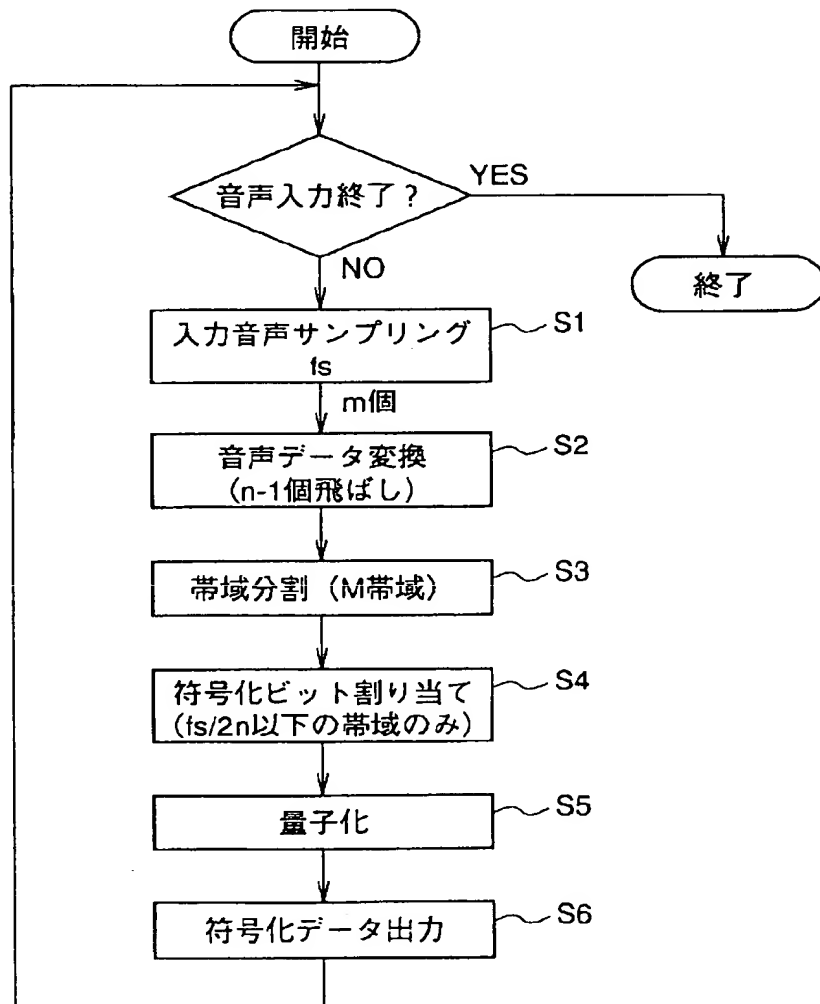 開始
音声入力終了?
YES
NO
終了
入力音声サンプリング
fs
S1
m個
音声データ変換
(n-1個飛ばし)
S2
帯域分割(M帯域)
S3
符号化ビット割り当て
(fs/2n以下の帯域のみ)
S4
量子化
S5
符号化データ出力
S6